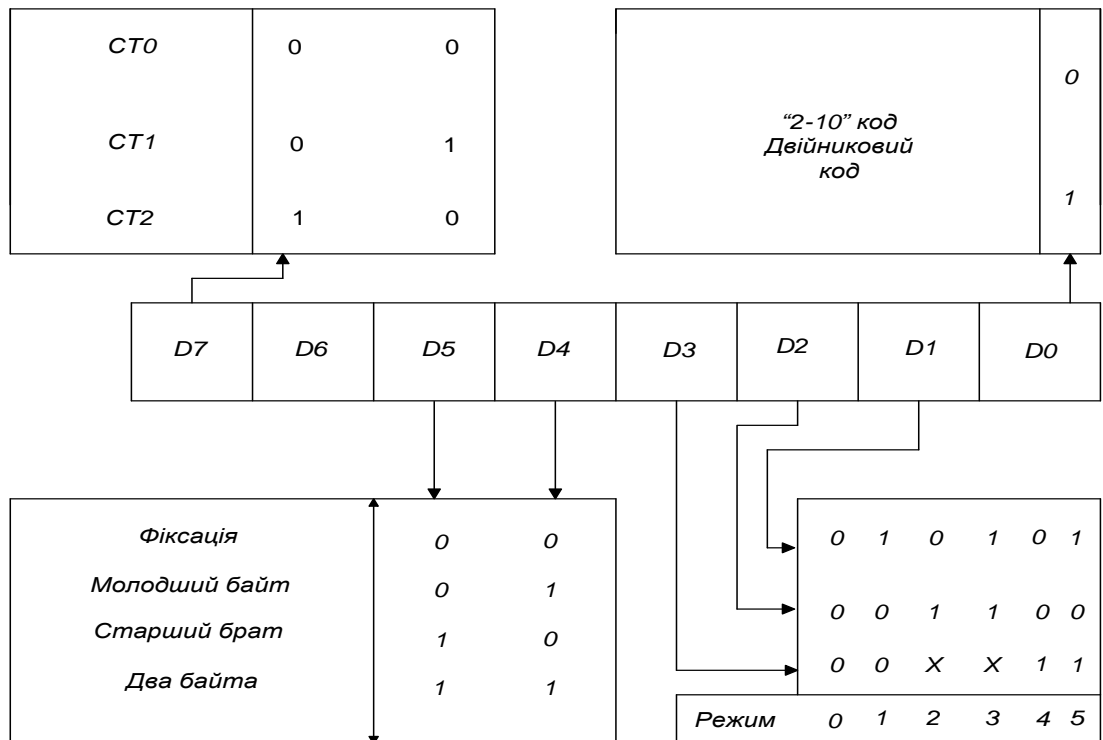 CT0 0 0
CT1 0 1
CT2 1 0
0
“2-10” код
Двійниковий
код
1
D7 D6 D5 D4 D3 D2 D1 D0
Фіксація 0 0
Молодший байт 0 1
Старший брат 1 0
Два байта 1 1
0 1 0 1 0 1
0 0 1 1 0 0
0 0 X X 1 1
Режим 0 1 2 3 4 5